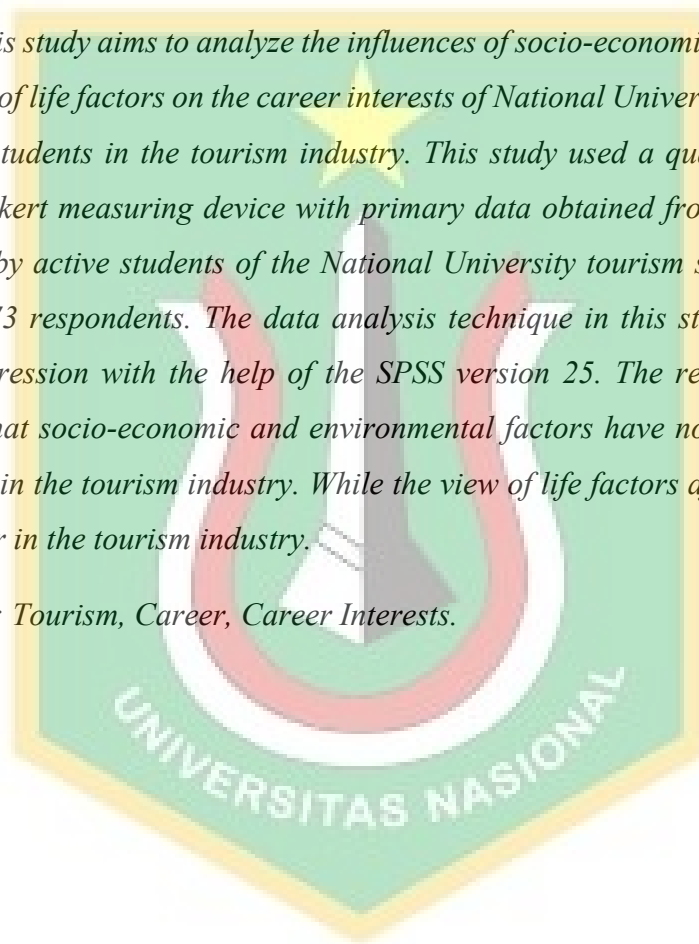 is study aims to analyze the influences of socio-economi
of life factors on the career interests of National Univer
tudents in the tourism industry. This study used a qu
kert measuring device with primary data obtained fro
by active students of the National University tourism s
73 respondents. The data analysis technique in this st
ression with the help of the SPSS version 25. The re
hat socio-economic and environmental factors have no
in the tourism industry. While the view of life factors a
r in the tourism industry.
: Tourism, Career, Career Interests.
UNIVERSITAS NASIONAL